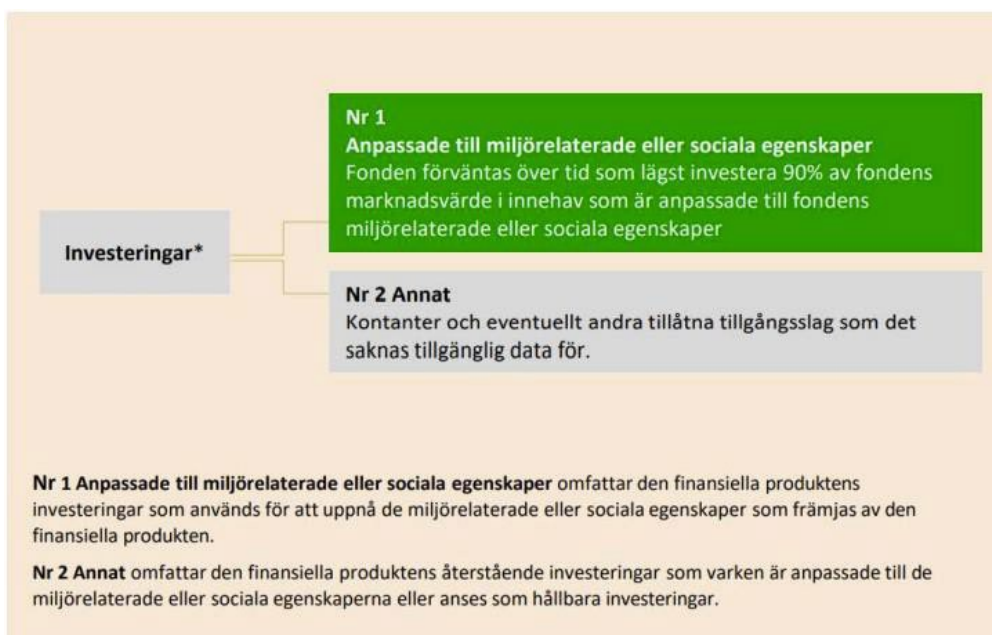 Nr 1
Anpassade till miljörelaterade eller sociala egenskaper
Fonden förväntas över tid som lägst investera 90% av fondens
marknadsvärde i innehav som är anpassade till fondens
miljörelaterade eller sociala egenskaper
Investeringar*
Nr 2 Annat
Kontanter och eventuellt andra tillåtna tillgångsslag som det
saknas tillgänglig data för.
Nr 1 Anpassade till miljörelaterade eller sociala egenskaper omfattar den finansiella produktens
investeringar som används för att uppnå de miljörelaterade eller sociala egenskaper som främjas av den
finansiella produkten.
Nr 2 Annat omfattar den finansiella produktens återstående investeringar som varken är anpassade till de
miljörelaterade eller sociala egenskaperna eller anses som hållbara investeringar.